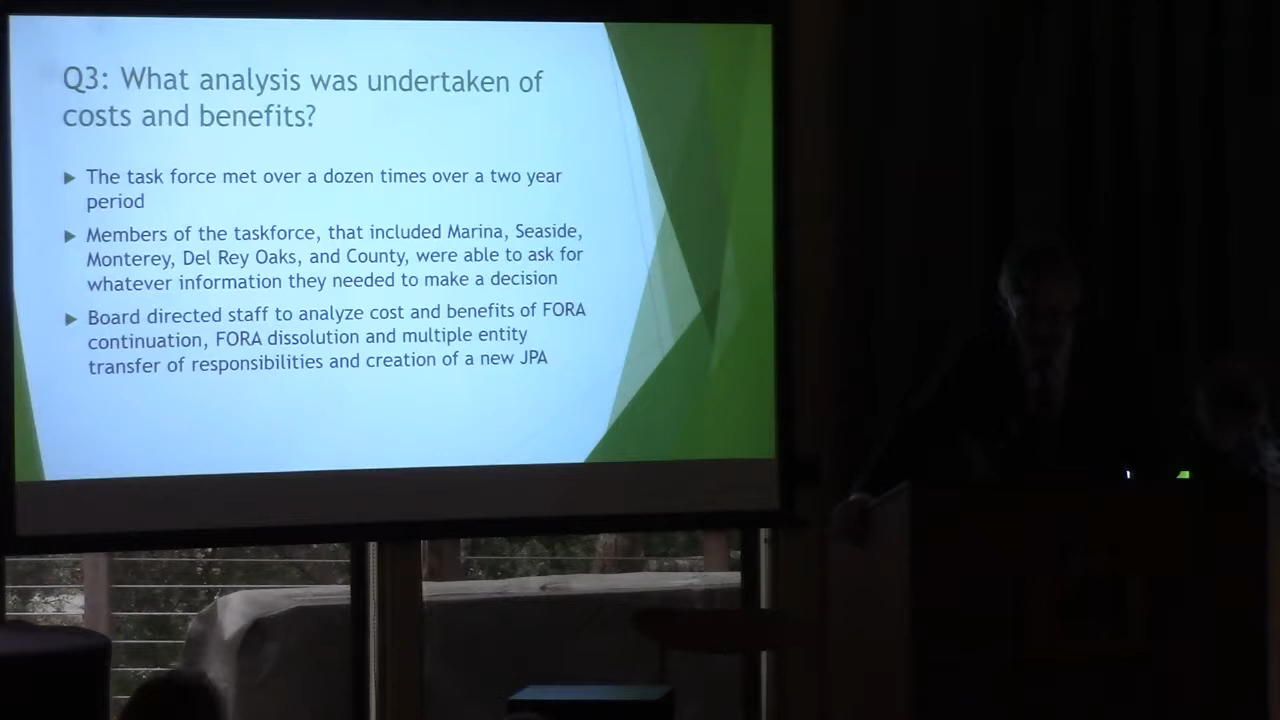 Q3: What analysis was undertaken of
costs and benefits?
The task force met over a dozen times over a two year
period
Members of the taskforce, that included Marina, Seaside,
Monterey, Del Rey Oaks, and County, were able to ask for
whatever information they needed to make a decision
Board directed staff to analyze cost and benefits of FORA
continuation, FORA dissolution and multiple entity
transfer of responsibilities and creation of a new JPA